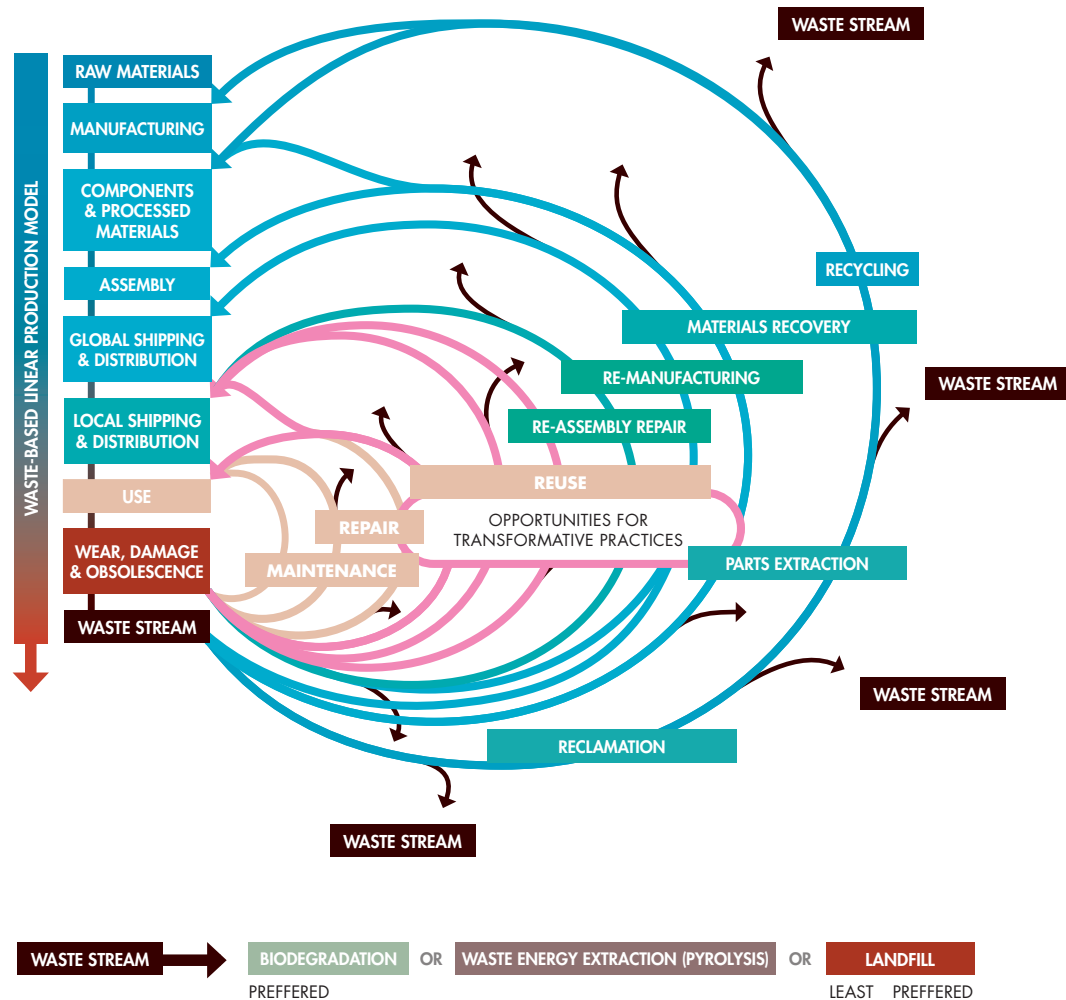 WASTE STREAM
WASTE-BASED LINEAR PRODUCTION MODEL
RAW MATERIALS
MANUFACTURING
COMPONENTS
& PROCESSED
MATERIALS
ASSEMBLY
GLOBAL SHIPPING
& DISTRIBUTION
LOCAL SHIPPING
& DISTRIBUTION
USE
WEAR, DAMAGE
& OBSOLESCENCE
WASTE STREAM
RECYCLING
MATERIALS RECOVERY
RE-MANUFACTURING
WASTE STREAM
RE-ASSEMBLY REPAIR
REUSE
OPPORTUNITIES FOR
TRANSFORMATIVE PRACTICES
REPAIR
MAINTENANCE
PARTS EXTRACTION
WASTE STREAM
RECLAMATION
WASTE STREAM
WASTE STREAM
BIODEGRADATION OR WASTE ENERGY EXTRACTION (PYROLYSIS) OR LANDFILL
PREFFERED
LEAST PREFFERED